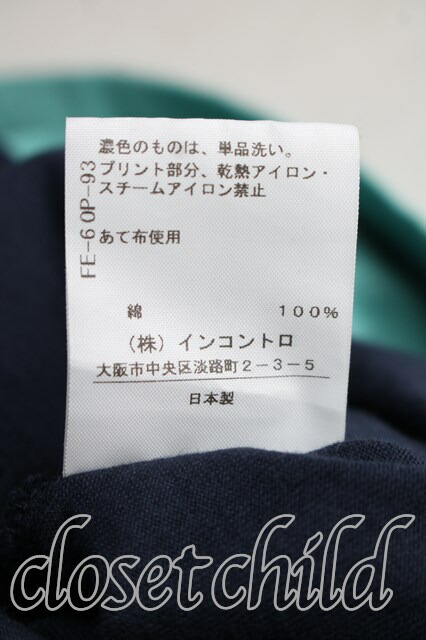 濃色のものは、単品洗い。
プリント部分、乾熱アイロン・
スチームアイロン禁止
あて布使用
FE-60P-93
綿 100%
(株)インコントロ
大阪市中央区淡路町2-3-5
日本製
closetchild